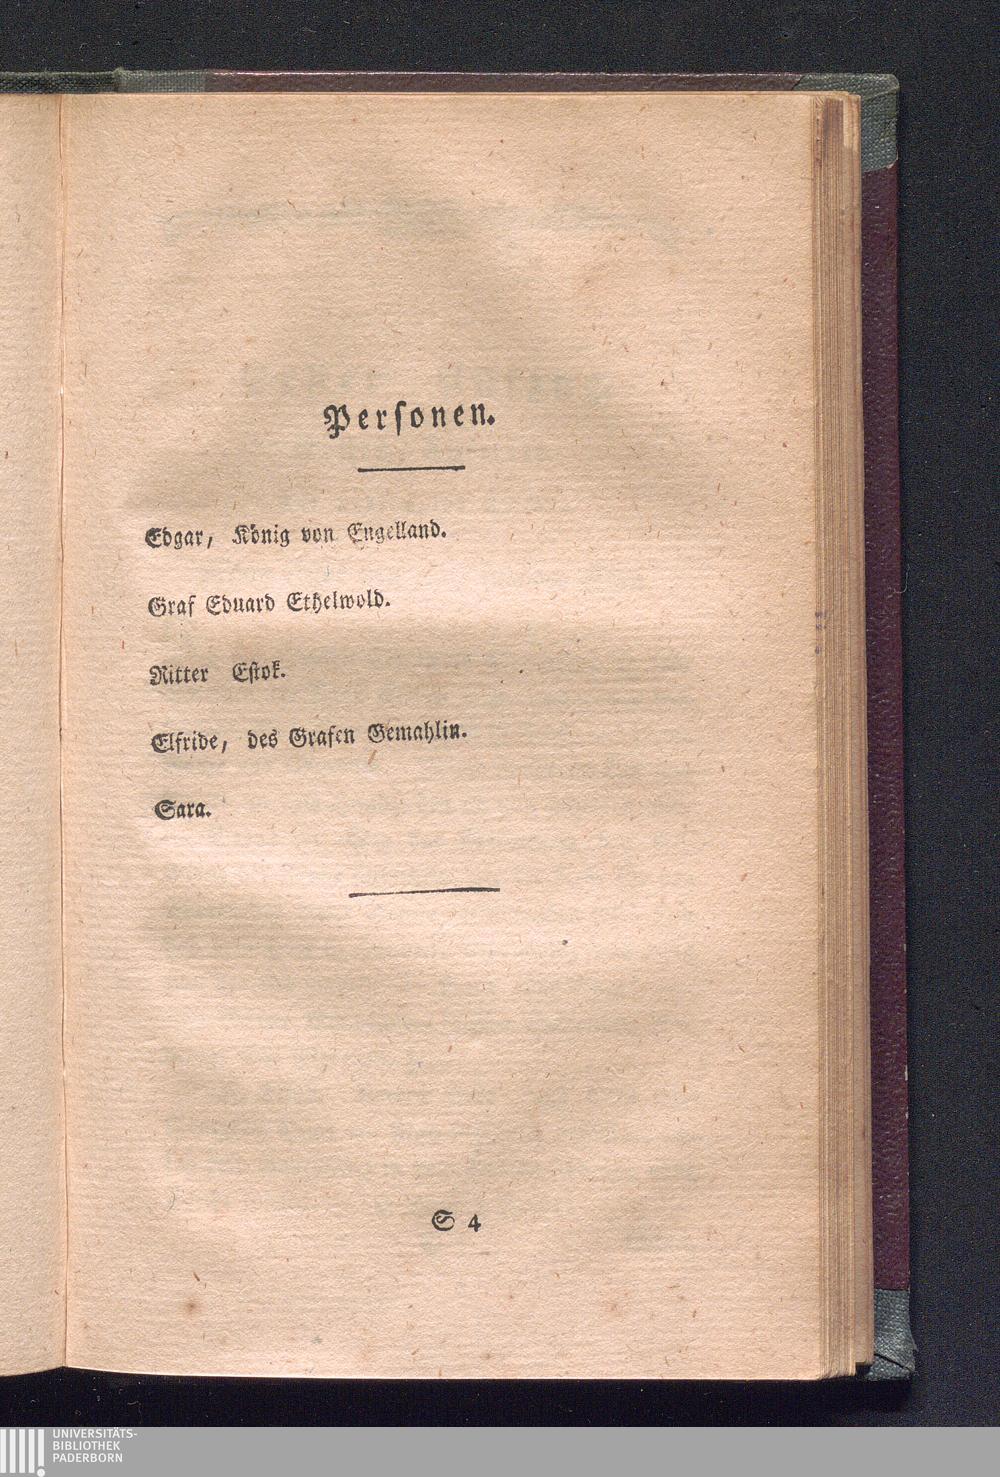 Personen.
Edgar, König von Engelland.
Graf Eduard Ethelwold.
Ritter Estok.
Elfride, des Grafen Gemahlin.
Sara.
S 4
UNIVERSITÄTS-
BIBLIOTHEK
PADERBORN